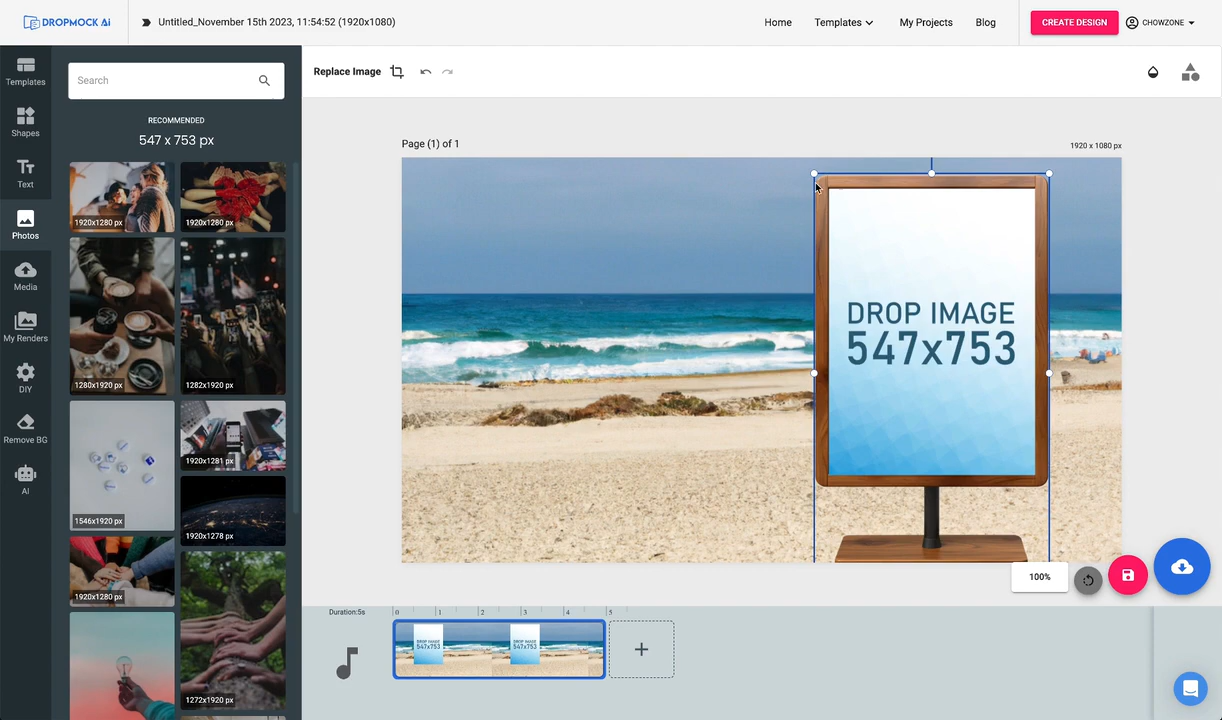 DROPMOCK Ai
Untitled_November 15th 2023, 11:54:52 (1920x1080)
Home
Templates
My Projects
Blog
CREATE DESIGN
CHOWZONE
Templates
Shapes
Text
Photos
Media
My Renders
DIY
Remove BG
AI
Search
RECOMMENDED
547 x 753 px
1920x1280 px
1920x1280 px
1280x1920 px
1282x1920 px
1920x1281 px
1546x1920 px
1920x1278 px
1920x1280 px
1272x1920 px
Replace Image
Page (1) of 1
1920 x 1080 px
DROP IMAGE
547x753
100%
Duration:5s
0 1 2 3 4 5
DROP IMAGE
547x753
DROP IMAGE
547x753